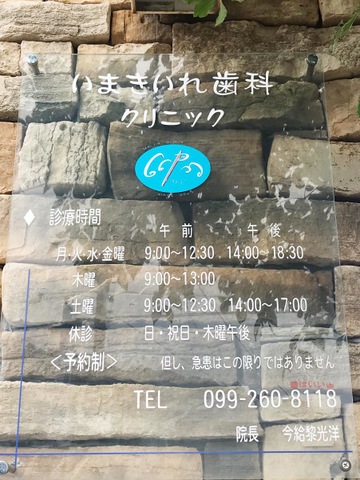 いまきいれ歯科
クリニック
◆ 診療時間
午前 午後
月・火・水・金曜 9:00〜12:30 14:00〜18:30
木曜 9:00〜13:00
土曜 9:00〜12:30 14:00〜17:00
休診 日・祝日・木曜午後
<予約制> 但し、急患はこの限りではありません
歯はいい
TEL 099-260-8118
院長 今給黎光洋